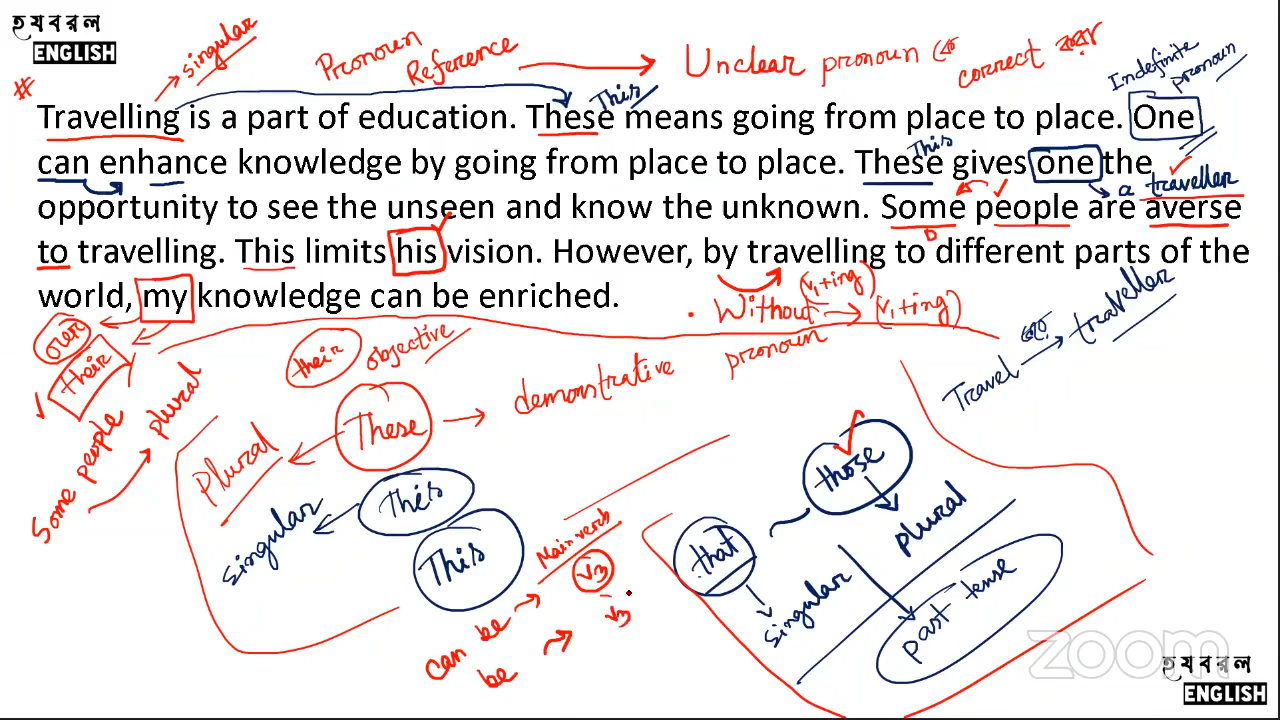 হ য ব র ল
ENGLISH
#
singular
Pronoun
Reference
Unclear pronoun কে
correct করার
Indefinite
pronoun
This
Travelling is a part of education. These means going from place to place. One
This
can enhance knowledge by going from place to place. These gives one the
a traveller
opportunity to see the unseen and know the unknown. Some people are averse
to travelling. This limits his vision. However, by travelling to different parts of the
world, my knowledge can be enriched.
Without (v1+ing)
(v1+ing)
our
Their
their
objective
Some people
plural
These
demonstrative
pronoun
Travel
traveller
Plural
This
Singular
This
those
plural
that
Singular
past tense
Main verb
v3
can be
v3
be
zoom
হ য ব র ল
ENGLISH